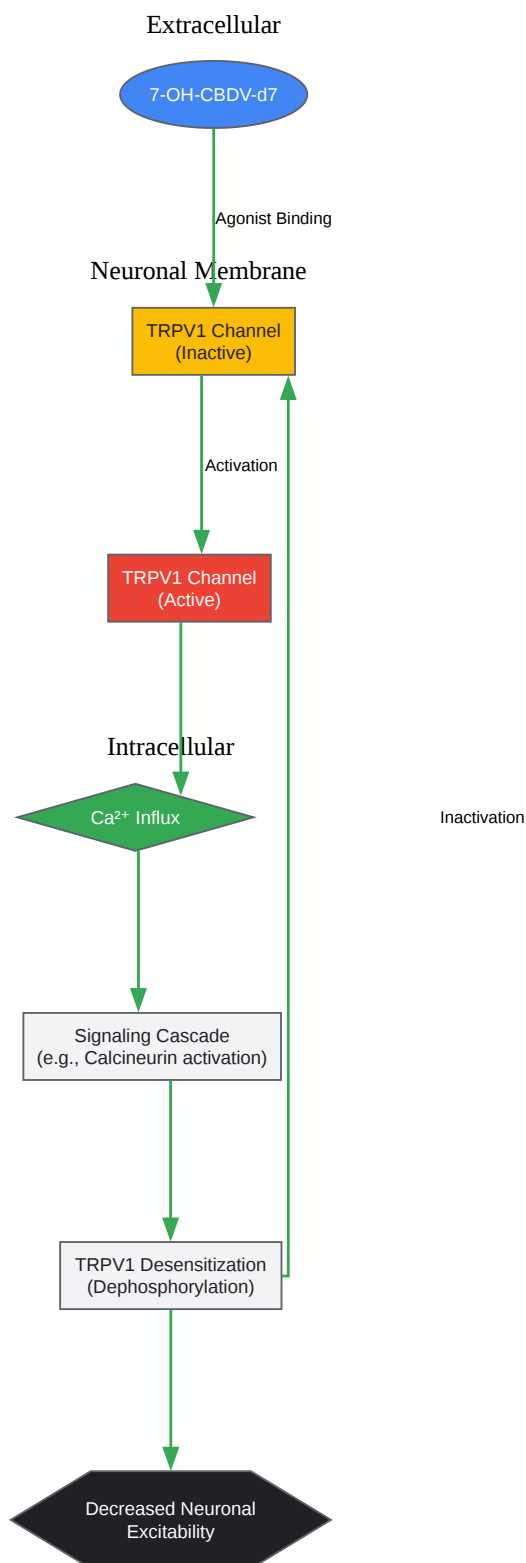 Extracellular
7-OH-CBDV-d7
Agonist Binding
Neuronal Membrane
TRPV1 Channel
(Inactive)
Activation
TRPV1 Channel
(Active)
Intracellular
Ca²⁺ Influx
Inactivation
Signaling Cascade
(e.g., Calcineurin activation)
TRPV1 Desensitization
(Dephosphorylation)
Decreased Neuronal
Excitability